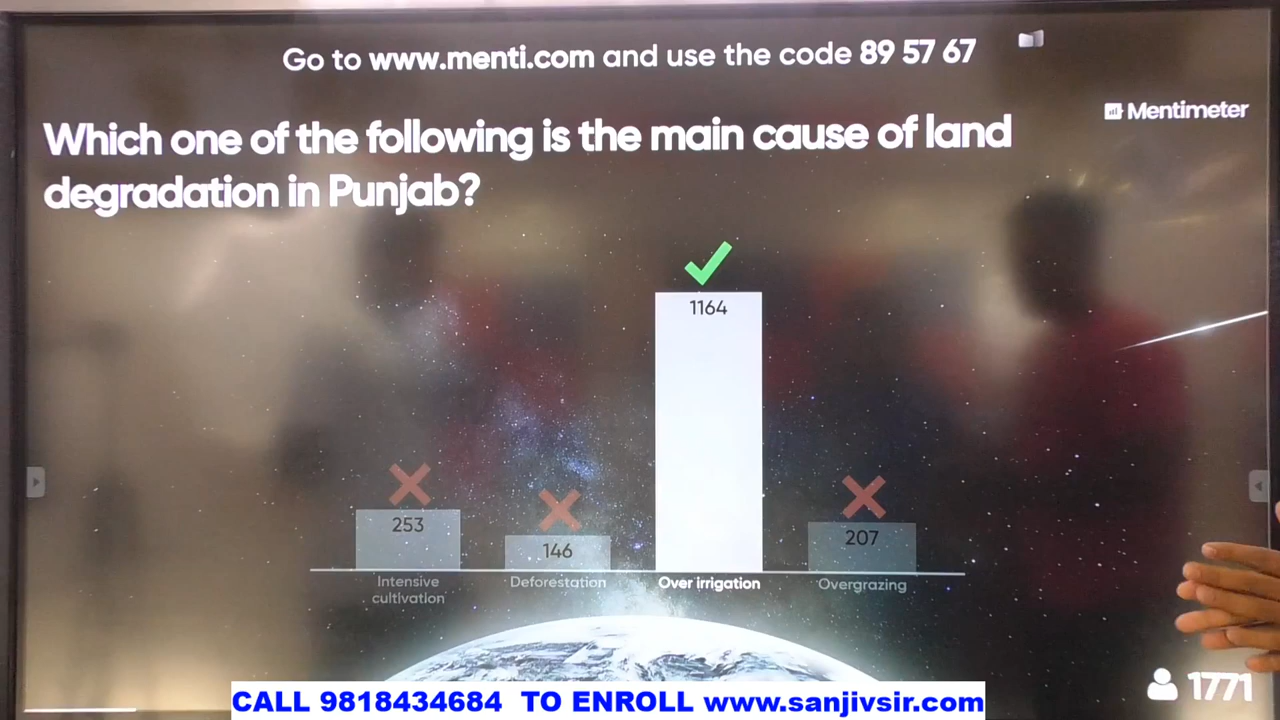 Go to www.menti.com and use the code 89 57 67
Mentimeter
Which one of the following is the main cause of land
degradation in Punjab?
1164
253
146
207
Intensive
cultivation
Deforestation
Over irrigation
Overgrazing
1771
CALL 9818434684 TO ENROLL www.sanjivsir.com